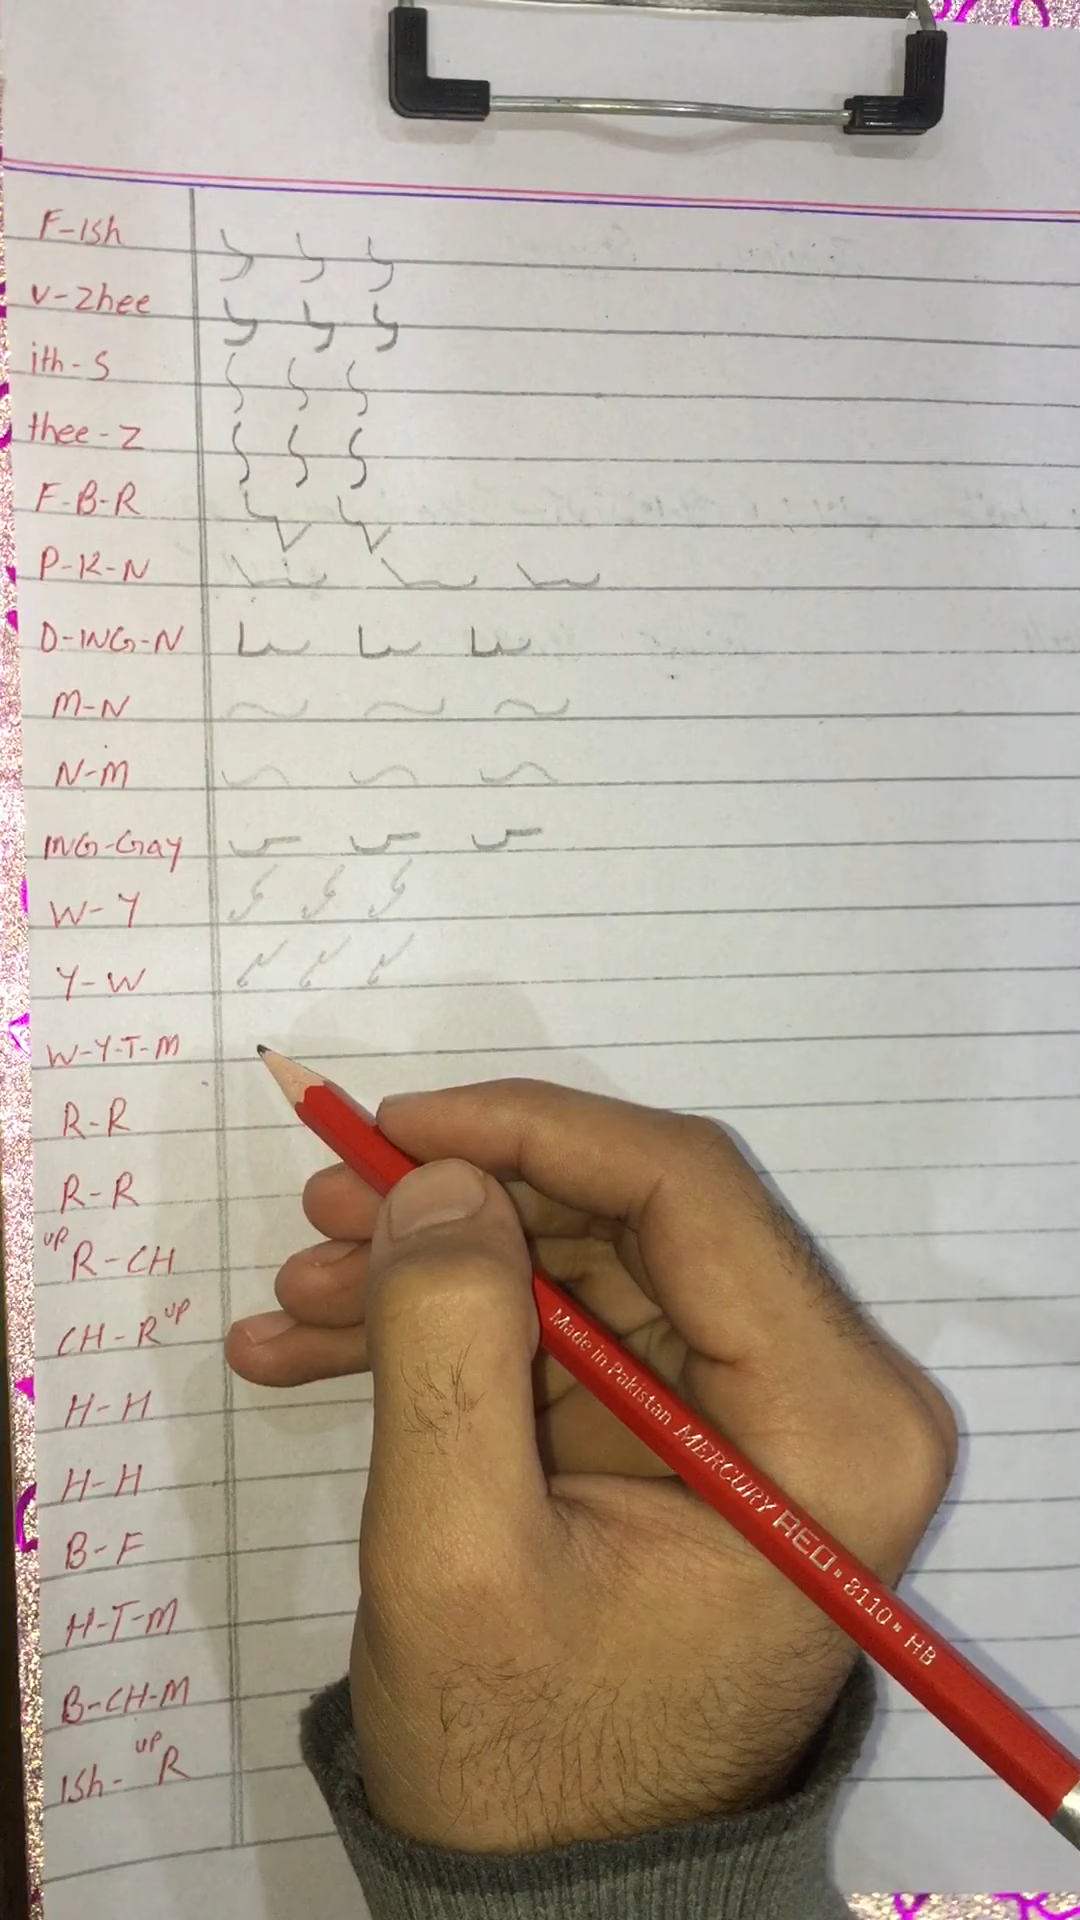 F-Ish
V-Zhee
ith-S
thee-Z
F-B-R
P-K-N
D-ING-N
M-N
N-M
ING-Gay
W-Y
Y-W
W-Y-T-M
R-R
R-R
UP R-CH
CH-R UP
H-H
H-H
B-F
H-T-M
B-CH-M
Ish- UP R
Made in Pakistan MERCURY RED 8110 HB